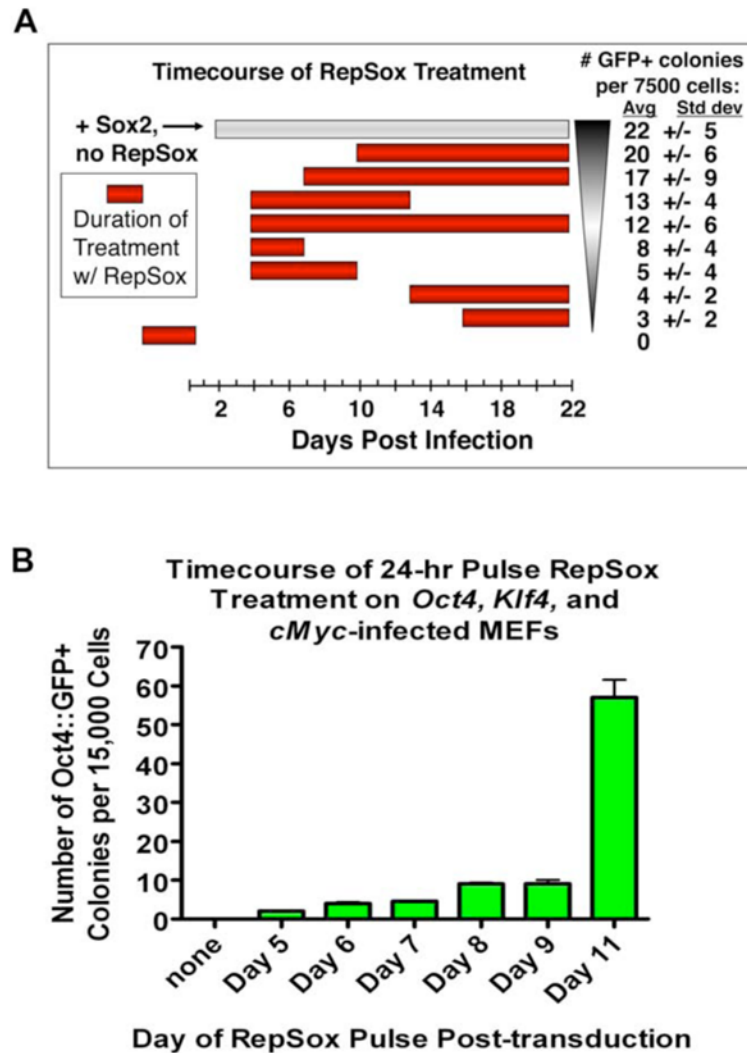 A
Timecourse of RepSox Treatment
# GFP+ colonies
per 7500 cells:
Avg Std dev
+ Sox2,
no RepSox
22 +/- 5
20 +/- 6
17 +/- 9
13 +/- 4
12 +/- 6
8 +/- 4
5 +/- 4
4 +/- 2
3 +/- 2
0
Duration of
Treatment
w/ RepSox
2 6 10 14 18 22
Days Post Infection
B
Timecourse of 24-hr Pulse RepSox
Treatment on Oct4, Klf4, and
cMyc-infected MEFs
Number of Oct4::GFP+
Colonies per 15,000 Cells
70
60
50
40
30
20
10
0
none Day 5 Day 6 Day 7 Day 8 Day 9 Day 11
Day of RepSox Pulse Post-transduction